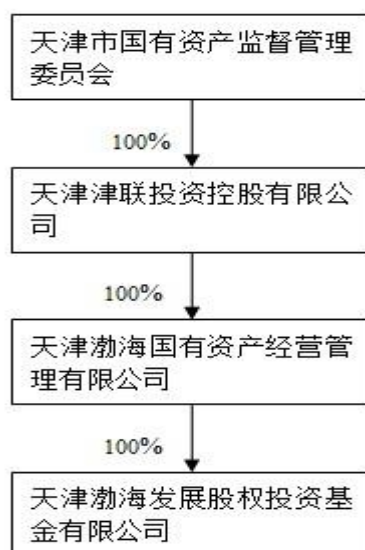 天津市国有资产监督管理
委员会
100%
天津津联投资控股有限公
司
100%
天津渤海国有资产经营管
理有限公司
100%
天津渤海发展股权投资基
金有限公司